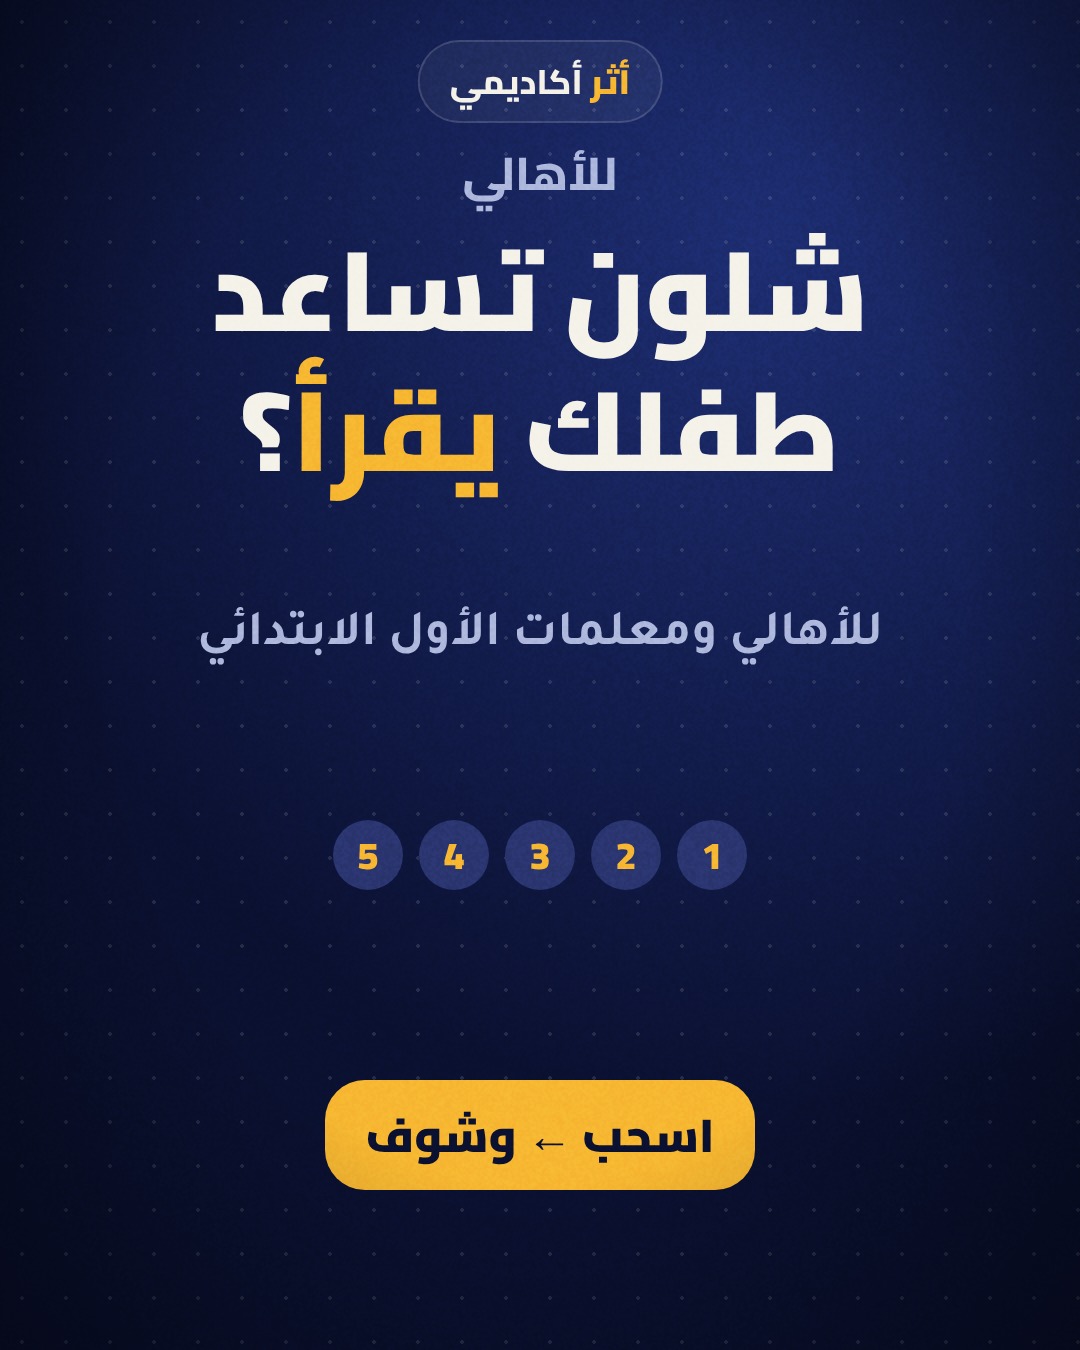 أثر أكاديمي
للأهالي
شلون تساعد
طفلك يقرأ؟
للأهالي ومعلمات الأول الابتدائي
1 2 3 4 5
اسحب ← وشوف